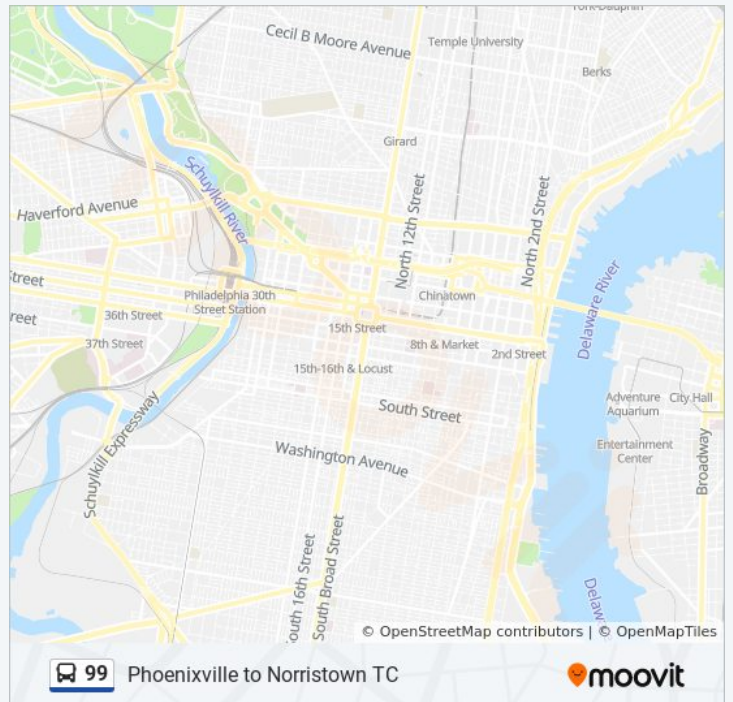 York-Dauphin
Cecil B Moore Avenue
Temple University
Berks
Girard
Schuylkill River
Haverford Avenue
North 12th Street
North 2nd Street
Delaware River
Street
Philadelphia 30th
Street Station
Chinatown
reet
36th Street
15th Street
37th Street
8th & Market
2nd Street
15th-16th & Locust
Adventure
Aquarium
City Hall
South Street
Schuylkill Expressway
Washington Avenue
Entertainment
Center
Broadway
South 16th Street
South Broad Street
Delaw
© OpenStreetMap contributors | © OpenMapTiles
99 Phoenixville to Norristown TC
moovit